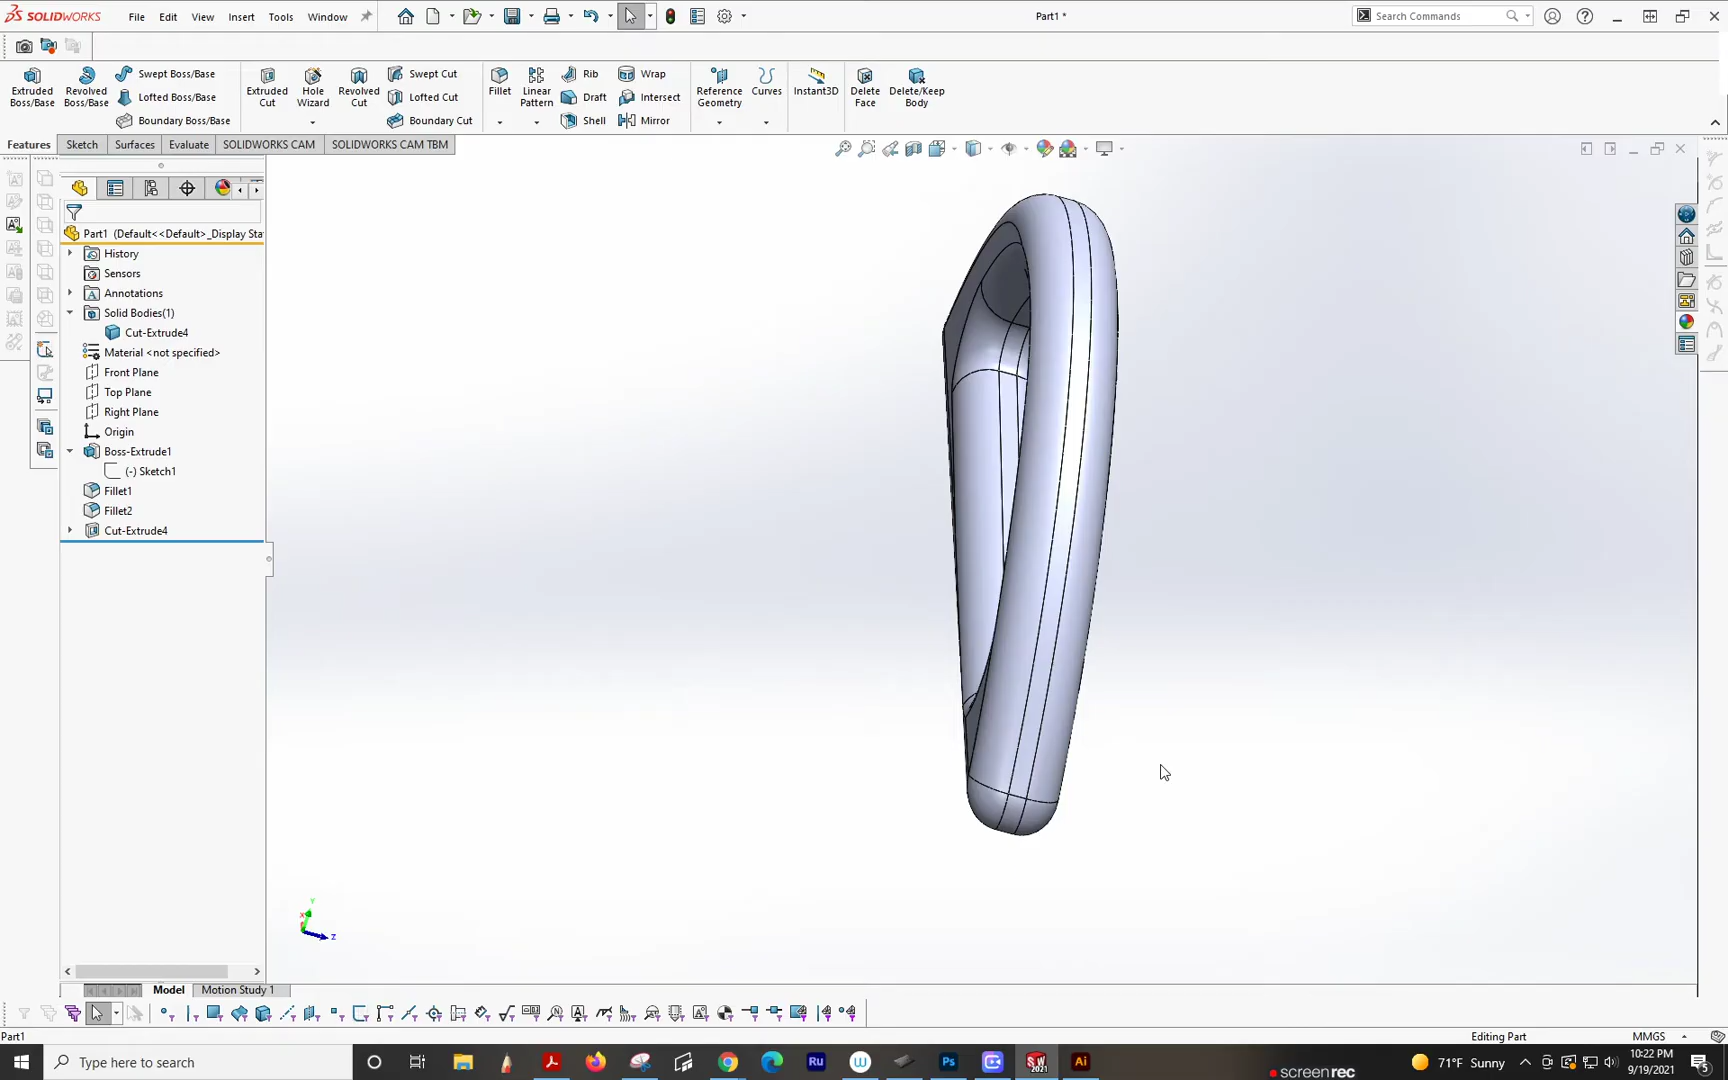 SOLIDWORKS File Edit View Insert Tools Window Part1 * Search Commands
Extruded Boss/Base
Revolved Boss/Base
Swept Boss/Base
Lofted Boss/Base
Boundary Boss/Base
Extruded Cut
Hole Wizard
Revolved Cut
Swept Cut
Lofted Cut
Boundary Cut
Fillet
Linear Pattern
Rib
Draft
Shell
Wrap
Intersect
Mirror
Reference Geometry
Curves
Instant3D
Delete Face
Delete/Keep Body
Features Sketch Surfaces Evaluate SOLIDWORKS CAM SOLIDWORKS CAM TBM
Part1 (Default<<Default>_Display Sta
History
Sensors
Annotations
Solid Bodies(1)
Cut-Extrude4
Material <not specified>
Front Plane
Top Plane
Right Plane
Origin
Boss-Extrude1
(-) Sketch1
Fillet1
Fillet2
Cut-Extrude4
Y
X
Z
Model Motion Study 1
Part1 Editing Part MMGS
Type here to search
Ru
W
Ps
SW 2021
Ai
71°F Sunny
10:22 PM
9/19/2021
5
screenrec